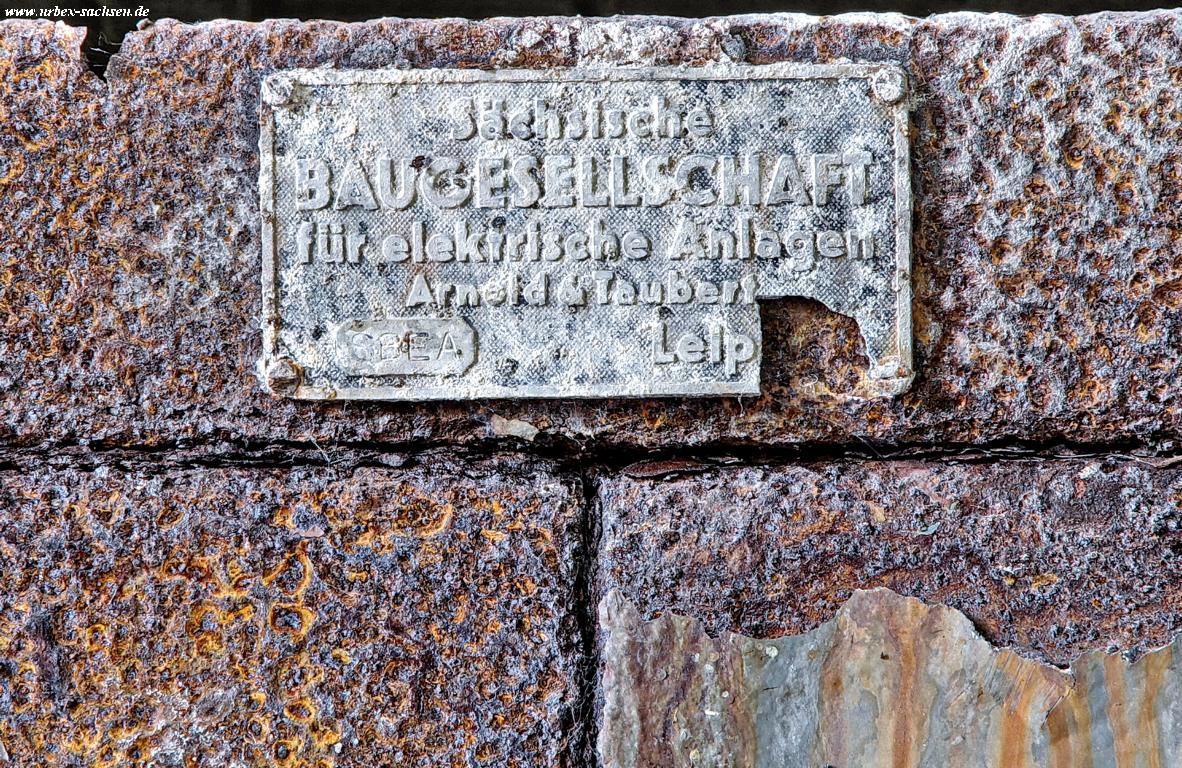 www.urbex-sachsen.de
Sächsische
BAUGESELLSCHAFT
für elektrische Anlagen
Arnold & Taubert
SBEA Leip